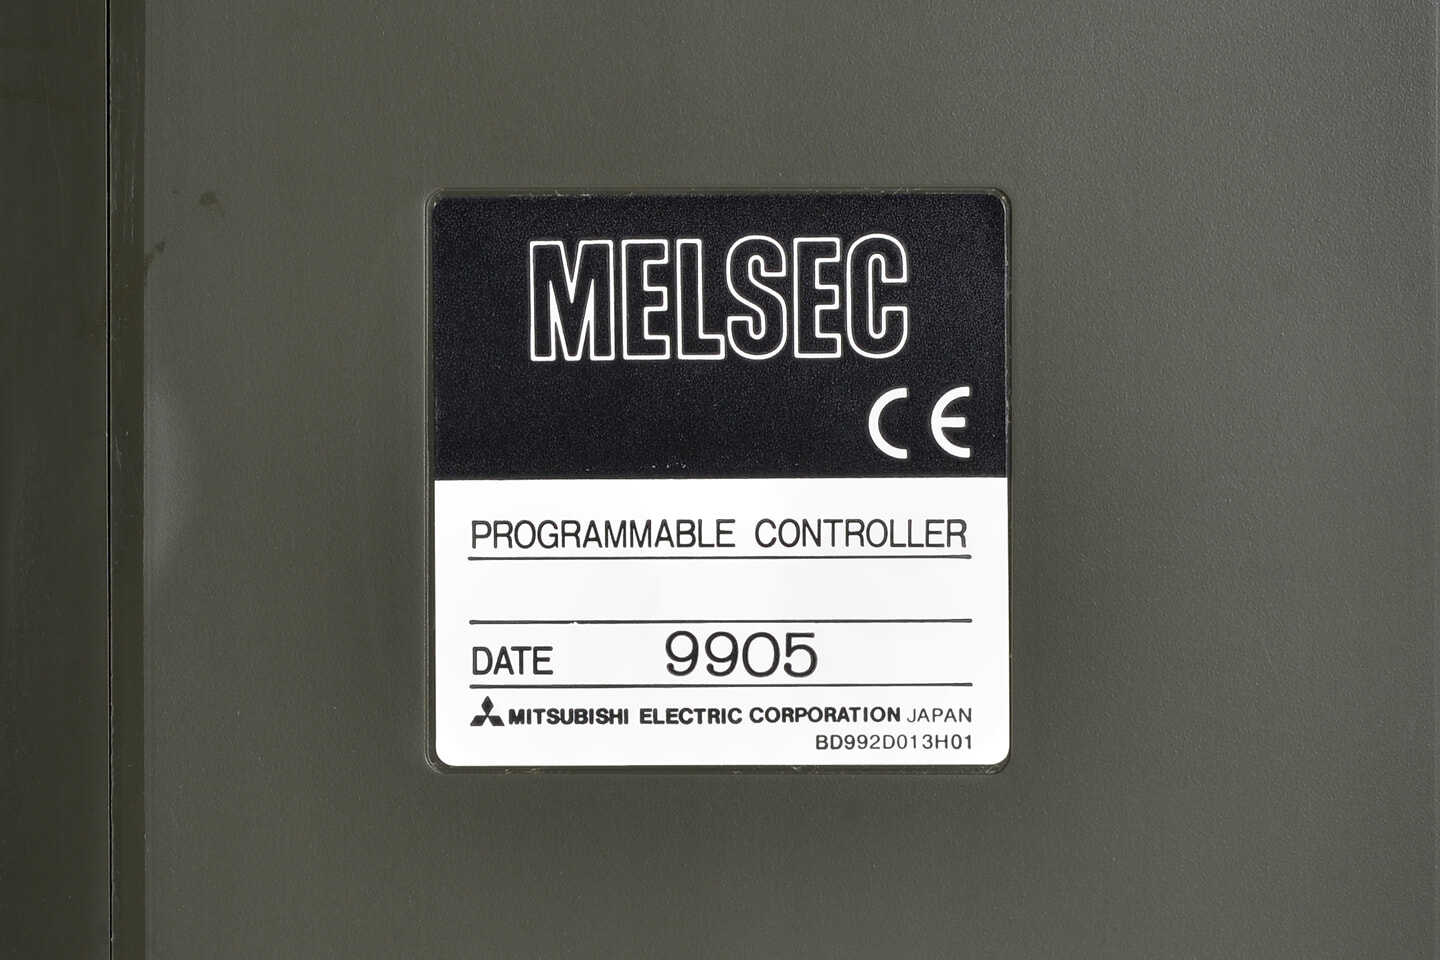 MELSEC
CE
PROGRAMMABLE CONTROLLER
DATE 9905
MITSUBISHI ELECTRIC CORPORATION JAPAN
BD992D013H01